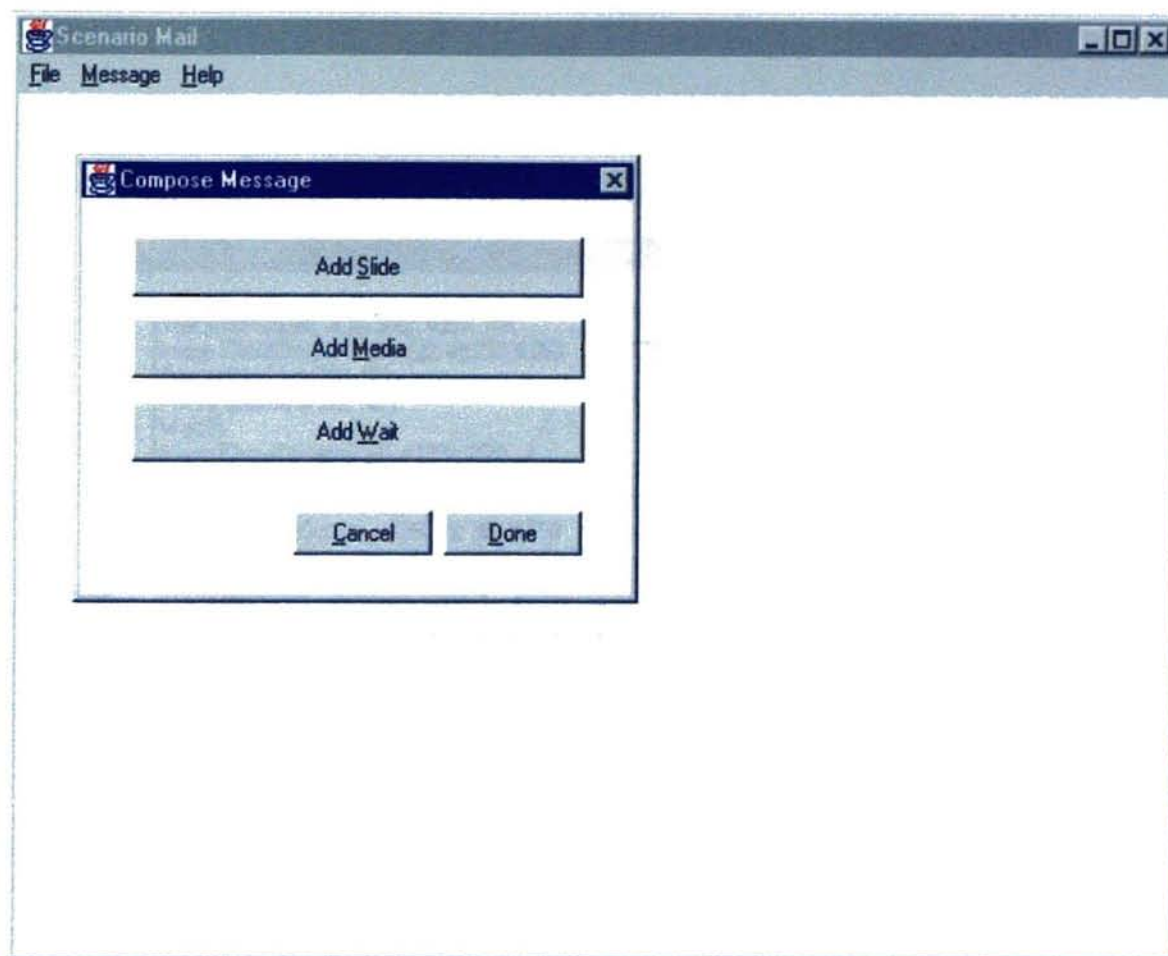 Scenario Mail
File Message Help
Compose Message
Add Slide
Add Media
Add Wait
Cancel Done